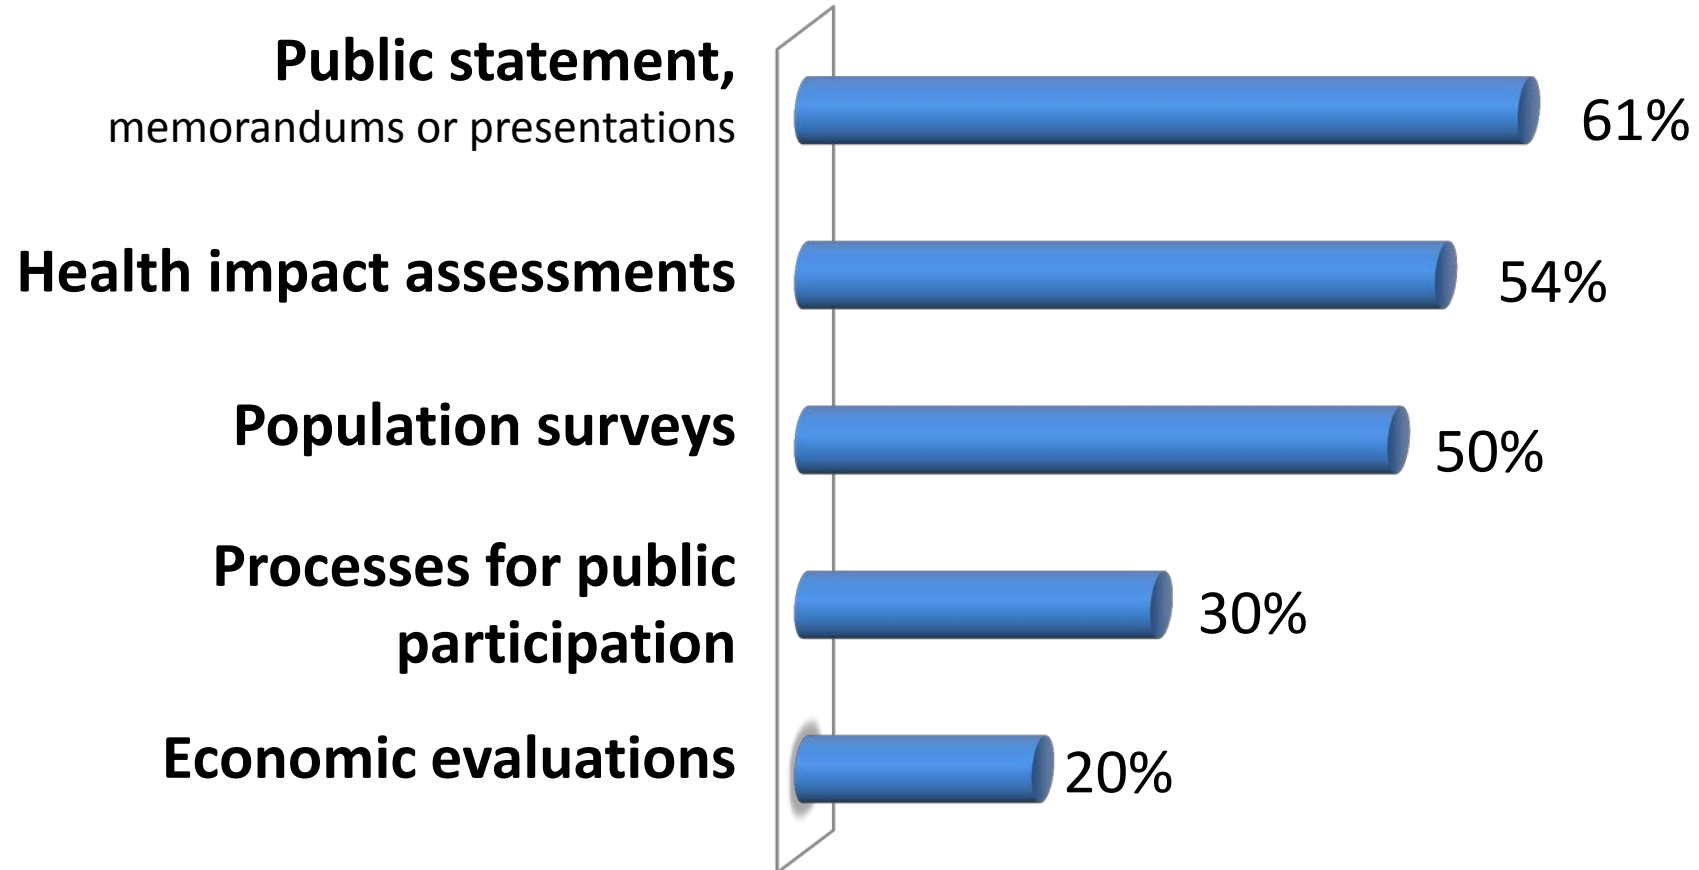 Public statement,
memorandums or presentations
61%
Health impact assessments
54%
Population surveys
50%
Processes for public
participation
30%
Economic evaluations
20%